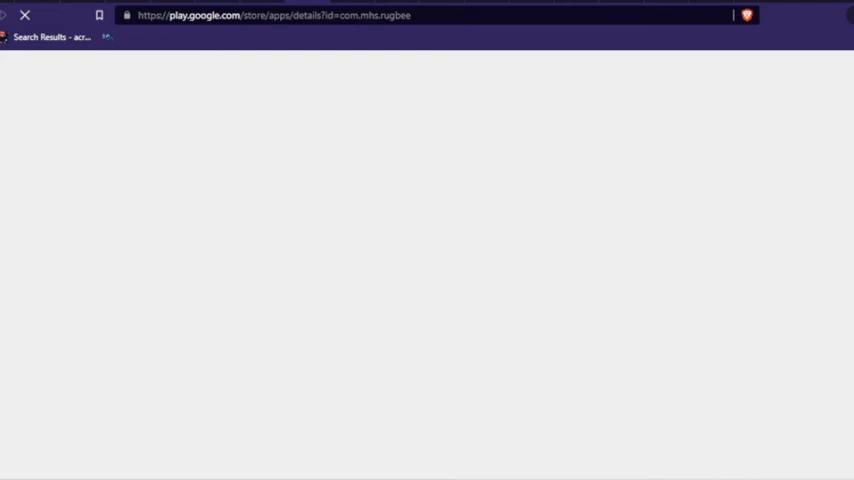 https://play.google.com/store/apps/details?id=com.mhs.rugbee
Search Results - acr...